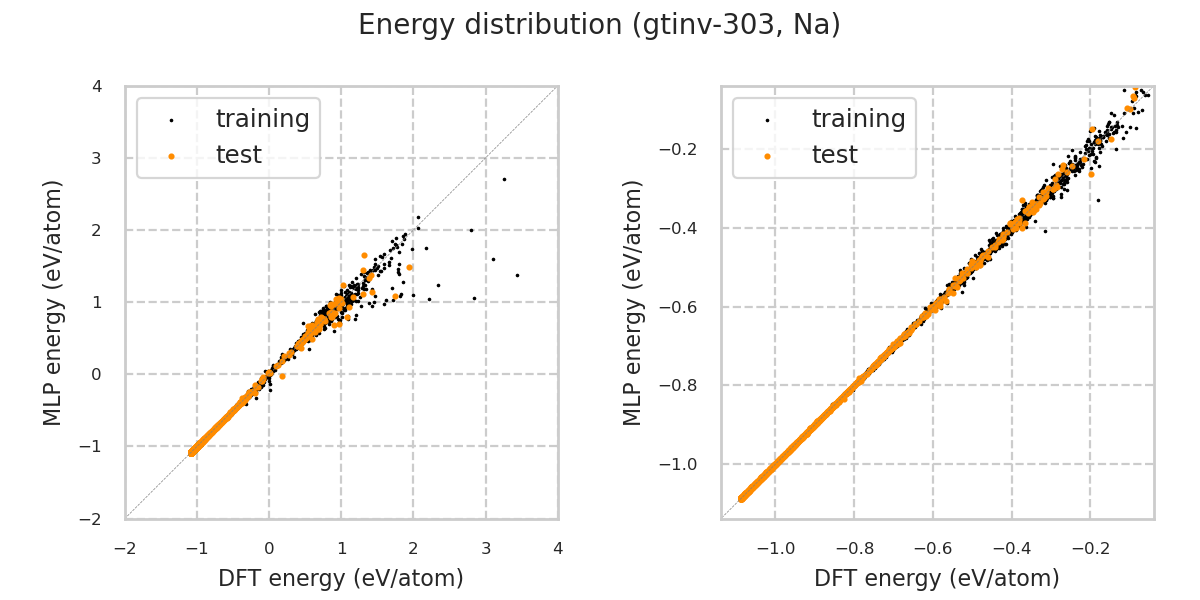 Energy distribution (gtinv-303, Na)
training
test
4
3
2
1
0
−1
−2
−2
−1
0
1
2
3
4
MLP energy (eV/atom)
DFT energy (eV/atom)
training
test
−0.2
−0.4
−0.6
−0.8
−1.0
−1.0
−0.8
−0.6
−0.4
−0.2
MLP energy (eV/atom)
DFT energy (eV/atom)